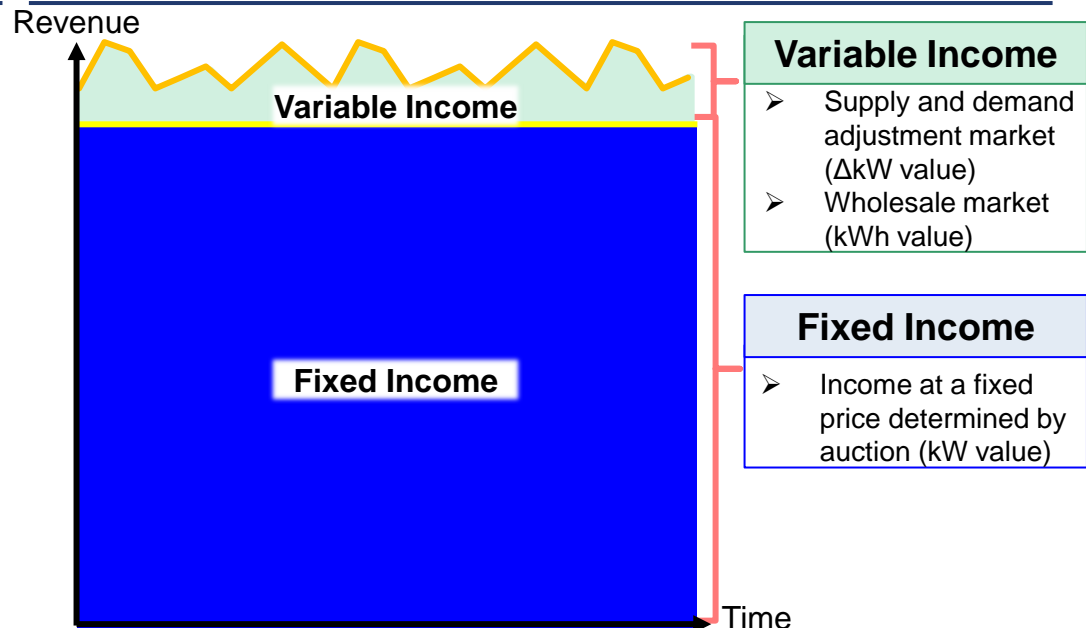 Revenue
Variable Income
Fixed Income
Time
Variable Income
➢ Supply and demand
adjustment market
(ΔkW value)
➢ Wholesale market
(kWh value)
Fixed Income
➢ Income at a fixed
price determined by
auction (kW value)